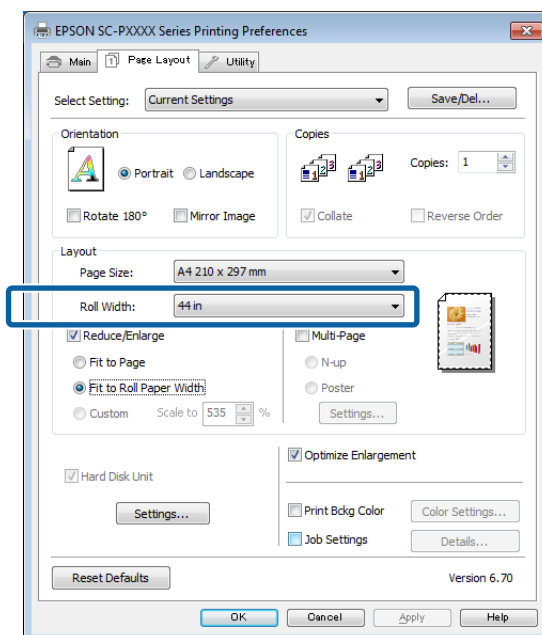 EPSON SC-PXXXX Series Printing Preferences
Main Page Layout Utility
Select Setting: Current Settings Save/Del...
Orientation Copies
Portrait Landscape Copies: 1
Rotate 180° Mirror Image Collate Reverse Order
Layout
Page Size: A4 210 x 297 mm
Roll Width: 44 in
Reduce/Enlarge Multi-Page
Fit to Page N-up
Fit to Roll Paper Width Poster
Custom Scale to 535 % Settings...
Optimize Enlargement
Hard Disk Unit
Settings... Print Bckg Color Color Settings...
Job Settings Details...
Reset Defaults Version 6.70
OK Cancel Apply Help